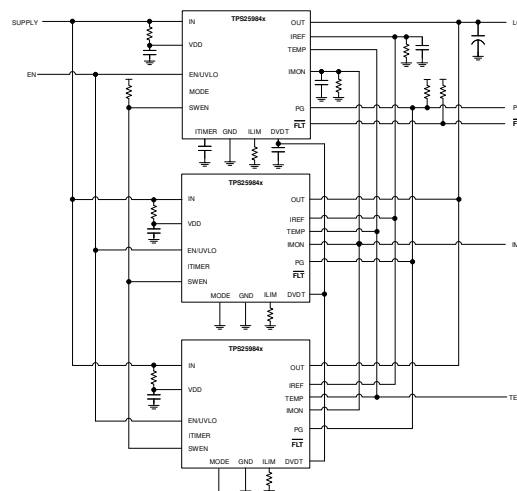 TPS25984x
SUPPLY
IN
OUT
IREF
VDD
TEMP
EN
EN/UVLO
IMON
MODE
SWEN
PG
FLT
ITIMER GND ILIM DVDT
TPS25984x
IN
OUT
IREF
VDD
TEMP
IMON
EN/UVLO
PG
ITIMER
FLT
SWEN
MODE GND ILIM DVDT
TPS25984x
IN
OUT
IREF
VDD
TEMP
IMON
EN/UVLO
PG
ITIMER
FLT
SWEN
MODE GND ILIM DVDT